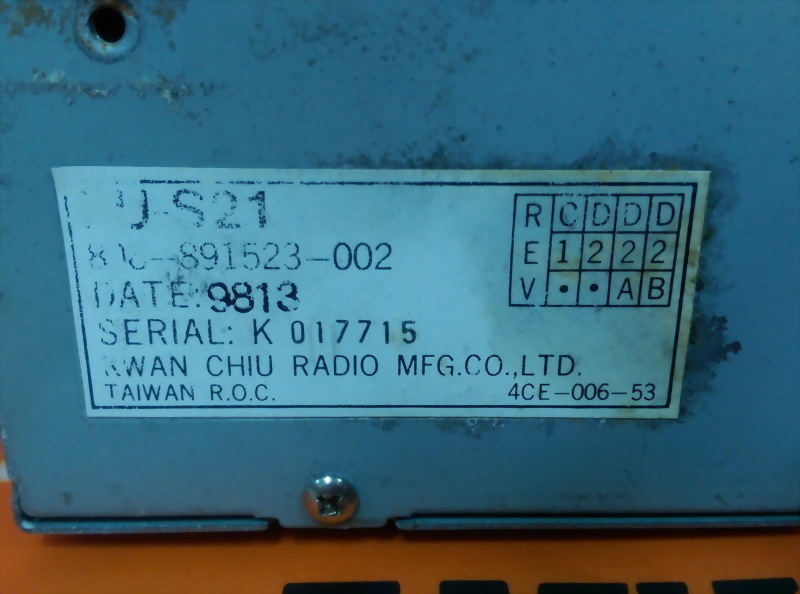 891523-002
DATE: 9813
SERIAL: K 017715
KWAN CHIU RADIO MFG.CO.,LTD.
TAIWAN R.O.C.
4CE-006-53
R C D D D
E 1 2 2 2
V • • A B